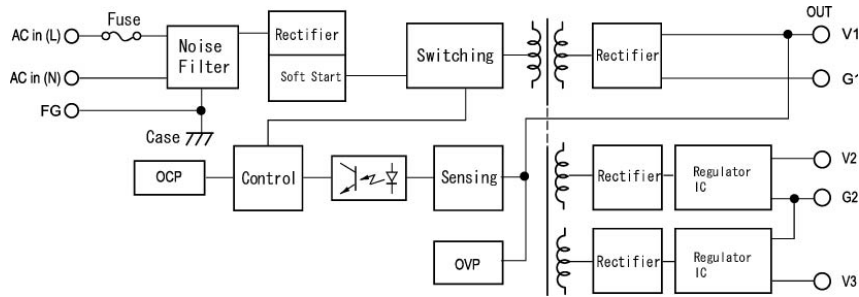 OUT
AC in (L)
Fuse
Noise
Filter
Rectifier
Soft Start
Switching
Rectifier
V1
AC in (N)
G1
FG
Case
OCP
Control
Sensing
Rectifier
Regulator
IC
V2
G2
OVP
Rectifier
Regulator
IC
V3